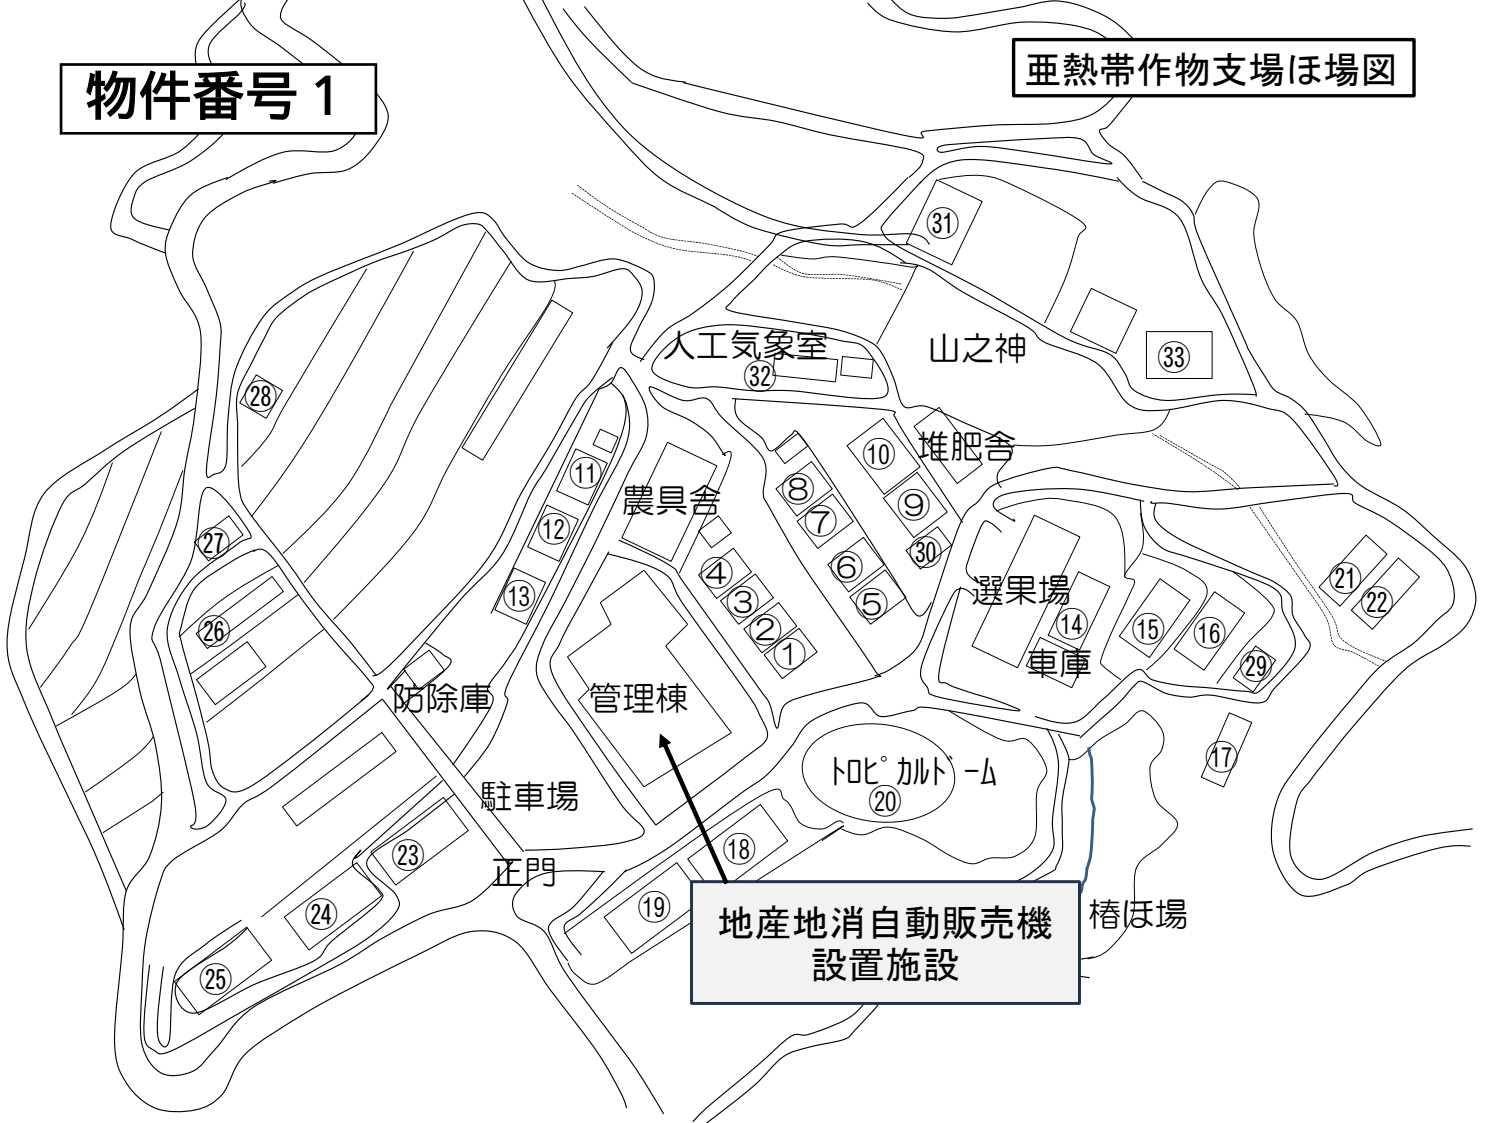 物件番号1
亜熱帯作物支場ほ場図
㉛
人工気象室
㉜
山之神
㉝
㉘
⑩
堆肥舎
⑪
農具舎
⑧
⑨
⑦
⑫
㉗
㉚
④
⑥
㉑
⑬
③
⑤
選果場
㉒
㉖
②
⑭
⑮
⑯
①
車庫
㉙
防除庫
管理棟
⑰
トロピカルドーム
⑳
駐車場
⑱
㉓
正門
⑲
㉔
椿ほ場
㉕
地産地消自動販売機
設置施設